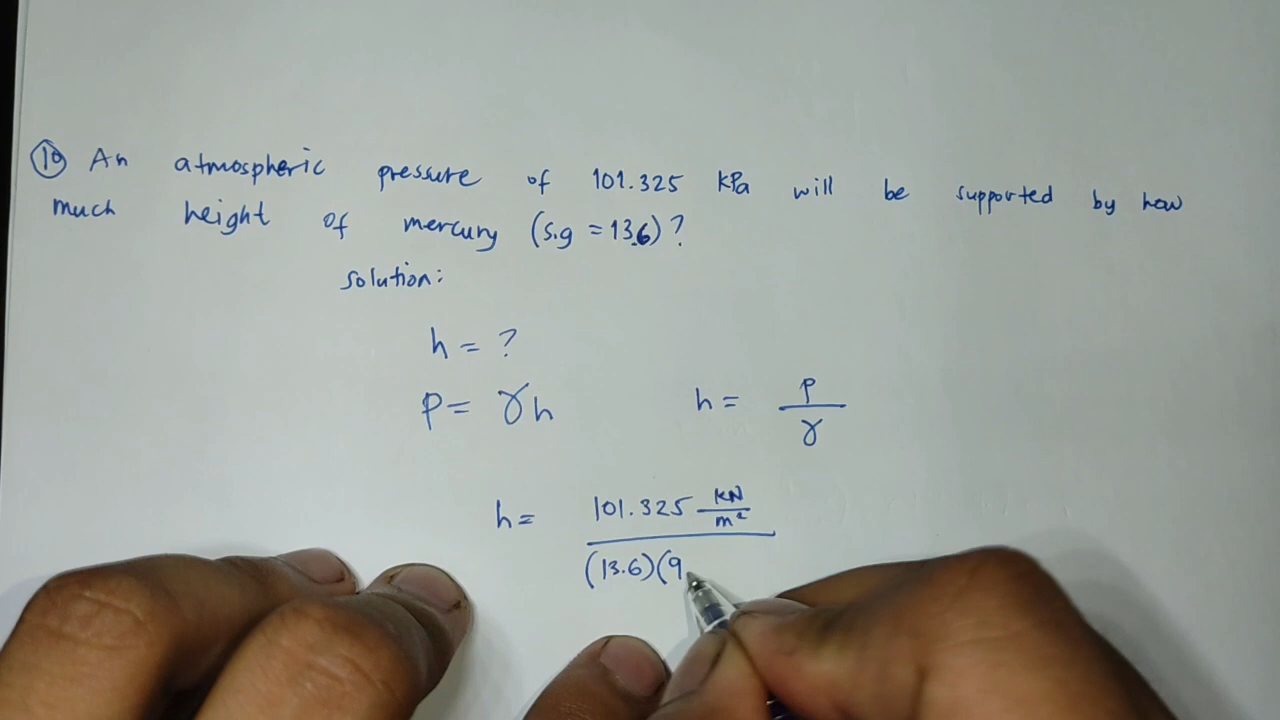 ⑩ An atmospheric pressure of 101.325 kPa will be supported by how
much height of mercury (s.g = 13.6)?
solution:
h = ?
P = γh
h = P/γ
h = 101.325 kN/m²
(13.6)(9